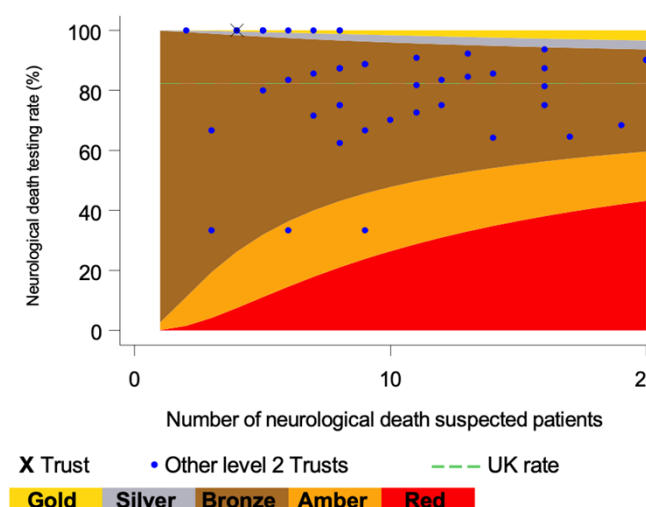 Neurological death testing rate (%)
100
80
60
40
20
0
0 10 2
Number of neurological death suspected patients
X Trust Other level 2 Trusts UK rate
Gold Silver Bronze Amber Red